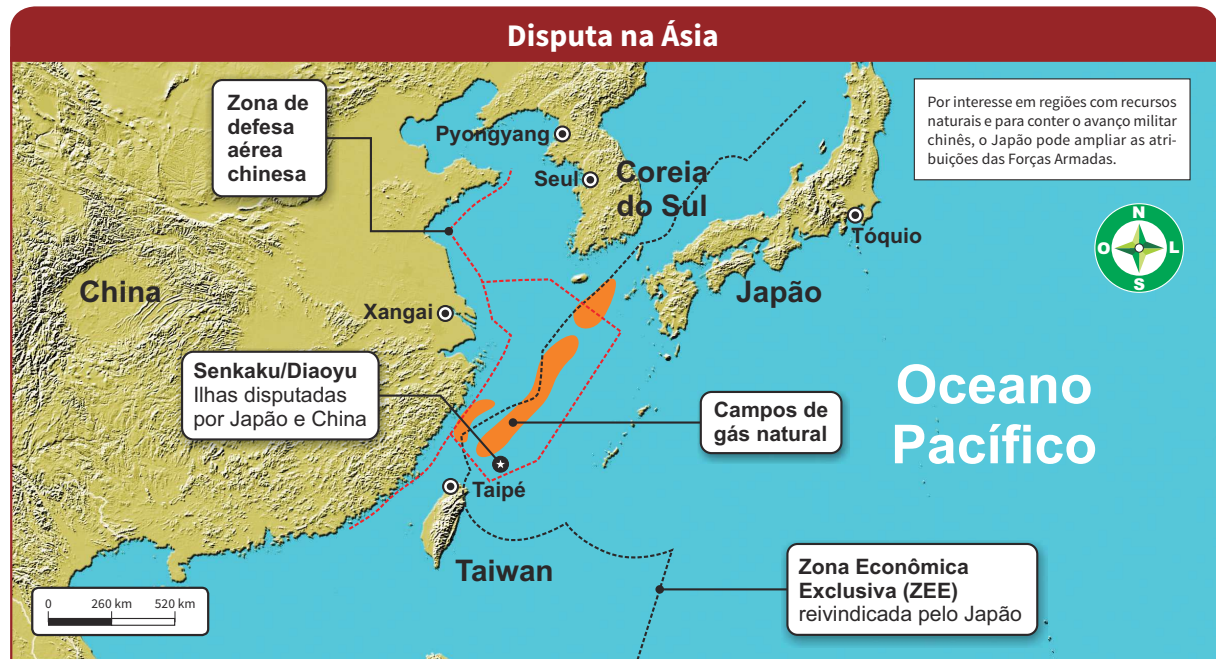 Disputa na Ásia
Zona de
defesa
aérea
chinesa
Pyongyang
Seul
Coreia
do Sul
Por interesse em regiões com recursos
naturais e para conter o avanço militar
chinês, o Japão pode ampliar as atri-
buições das Forças Armadas.
N
O
L
S
Tóquio
China
Japão
Xangai
Senkaku/Diaoyu
Ilhas disputadas
por Japão e China
Campos de
gás natural
Oceano
Pacífico
Taipé
Taiwan
Zona Econômica
Exclusiva (ZEE)
reivindicada pelo Japão
0 260 km 520 km